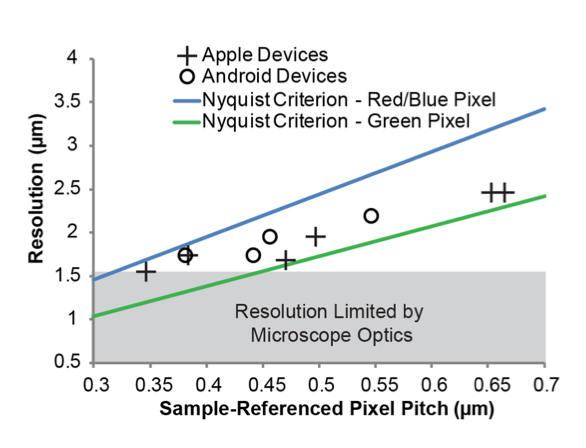 4
3.5
3
2.5
2
1.5
1
0.5
Resolution (μm)
Apple Devices
Android Devices
Nyquist Criterion - Red/Blue Pixel
Nyquist Criterion - Green Pixel
Resolution Limited by
Microscope Optics
0.3 0.35 0.4 0.45 0.5 0.55 0.6 0.65 0.7
Sample-Referenced Pixel Pitch (μm)